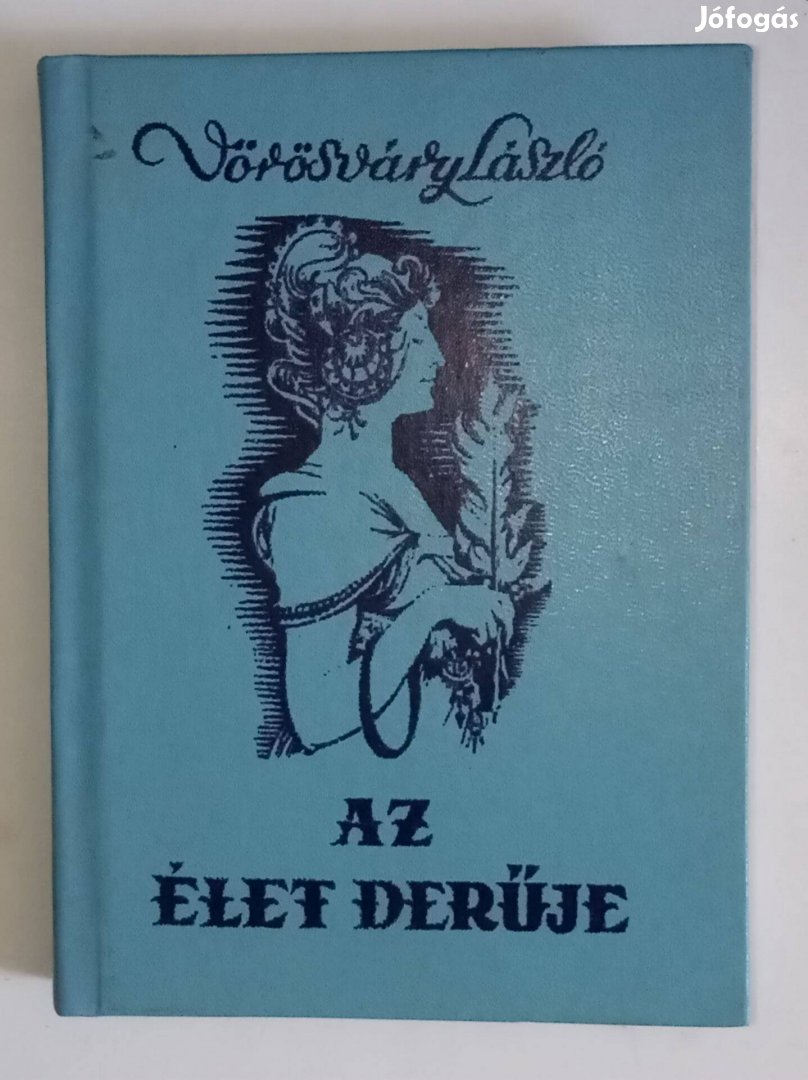 Jófogás
Vörösváry László
AZ
ÉLET DERŰJE